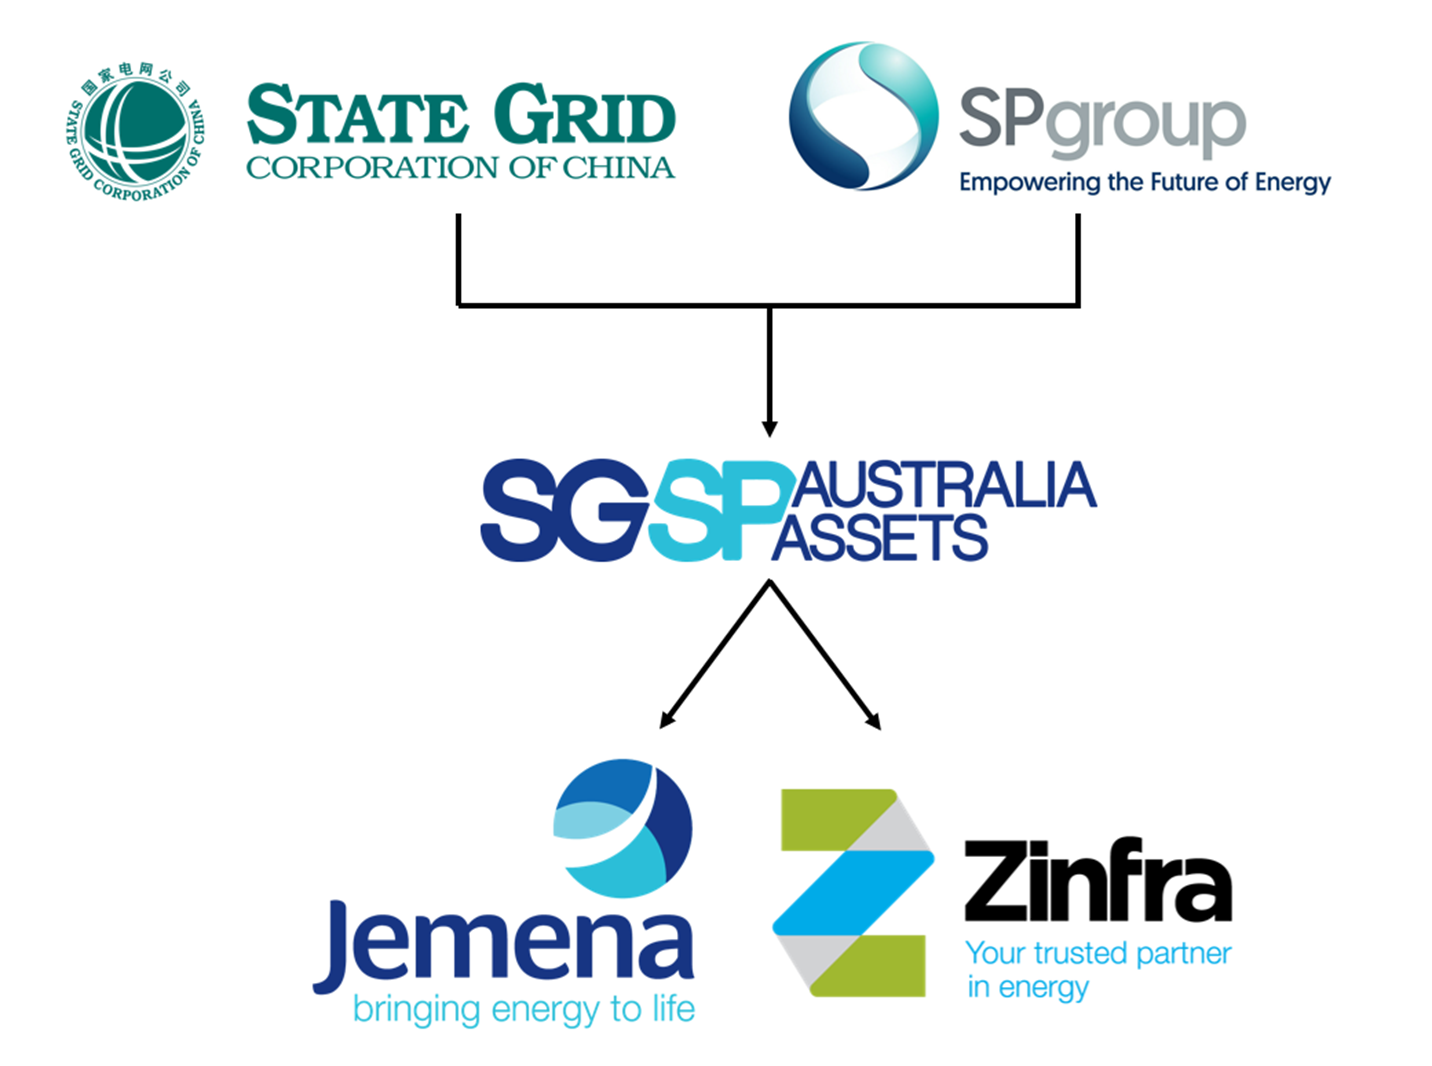 国家电网公司
STATE GRID CORPORATION OF CHINA
STATE GRID
CORPORATION OF CHINA
SPgroup
Empowering the Future of Energy
SGSP AUSTRALIA
ASSETS
Jemena
bringing energy to life
Zinfra
Your trusted partner
in energy